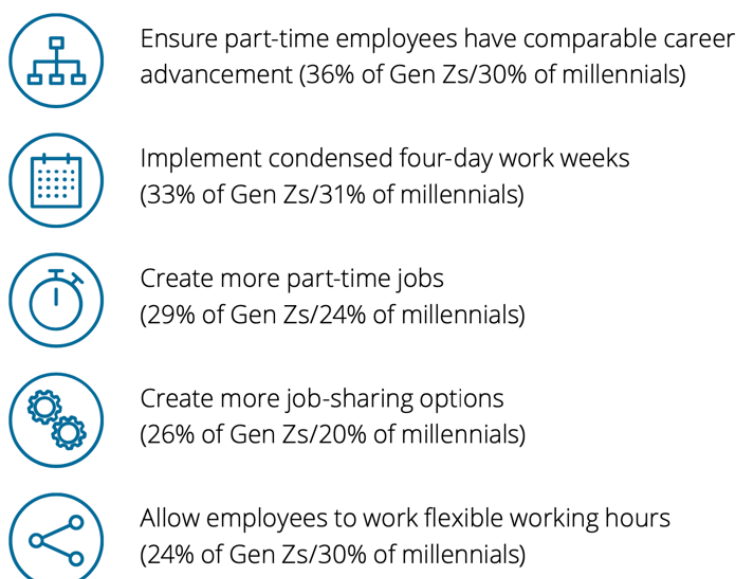 Ensure part-time employees have comparable career
advancement (36% of Gen Zs/30% of millennials)
Implement condensed four-day work weeks
(33% of Gen Zs/31% of millennials)
Create more part-time jobs
(29% of Gen Zs/24% of millennials)
Create more job-sharing options
(26% of Gen Zs/20% of millennials)
Allow employees to work flexible working hours
(24% of Gen Zs/30% of millennials)